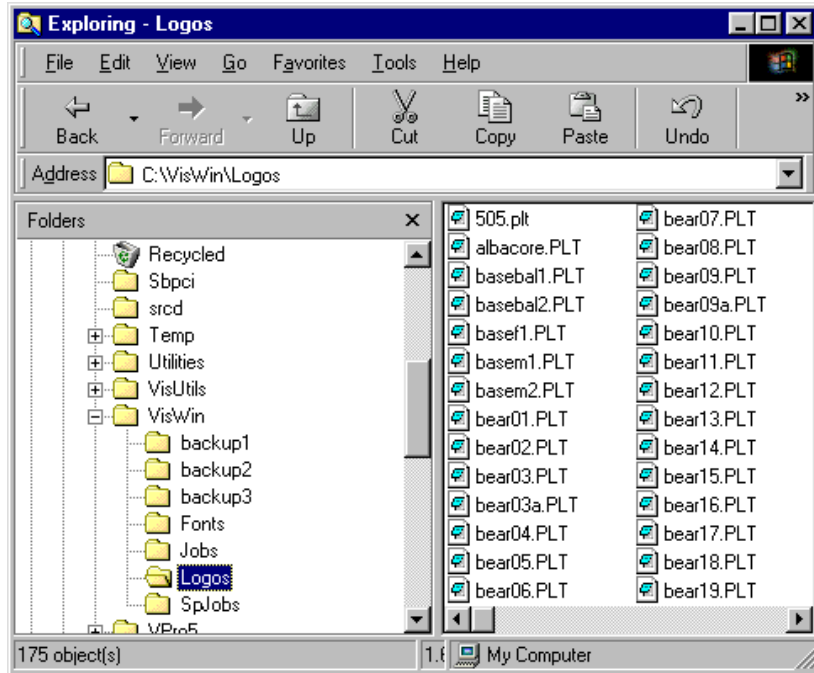 Exploring - Logos
File Edit View Go Favorites Tools Help
Back Forward Up Cut Copy Paste Undo »
Address C:\VisWin\Logos
Folders
Recycled
Sbpci
srcd
Temp
Utilities
VisUtils
VisWin
backup1
backup2
backup3
Fonts
Jobs
Logos
SpJobs
VPro5
505.plt
albacore.PLT
basebal1.PLT
basebal2.PLT
basef1.PLT
basem1.PLT
basem2.PLT
bear01.PLT
bear02.PLT
bear03.PLT
bear03a.PLT
bear04.PLT
bear05.PLT
bear06.PLT
bear07.PLT
bear08.PLT
bear09.PLT
bear09a.PLT
bear10.PLT
bear11.PLT
bear12.PLT
bear13.PLT
bear14.PLT
bear15.PLT
bear16.PLT
bear17.PLT
bear18.PLT
bear19.PLT
175 object(s) My Computer